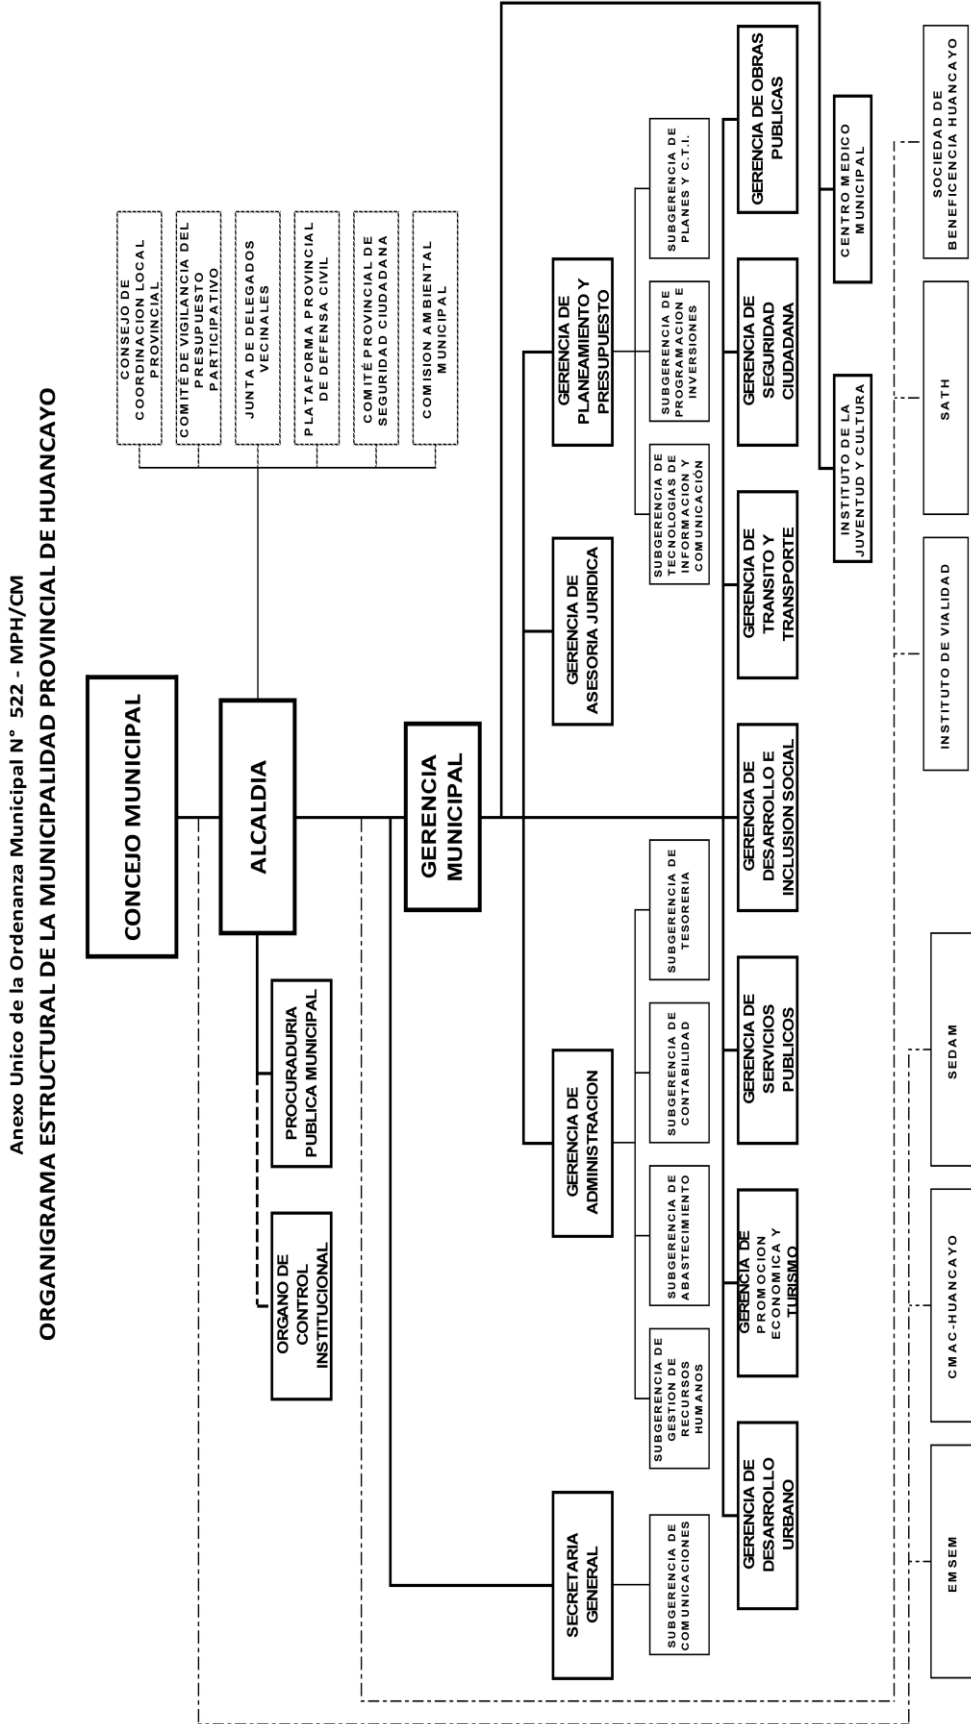 Anexo Unico de la Ordenanza Municipal N° 522 - MPH/CM
ORGANIGRAMA ESTRUCTURAL DE LA MUNICIPALIDAD PROVINCIAL DE HUANCAYO
CONCEJO MUNICIPAL
CONSEJO DE
COORDINACION LOCAL
PROVINCIAL
COMITÉ DE VIGILANCIA DEL
PRESUPUESTO
PARTICIPATIVO
JUNTA DE DELEGADOS
VECINALES
PLATAFORMA PROVINCIAL
DE DEFENSA CIVIL
COMITÉ PROVINCIAL DE
SEGURIDAD CIUDADANA
COMISION AMBIENTAL
MUNICIPAL
ALCALDIA
ORGANO DE
CONTROL
INSTITUCIONAL
PROCURADURIA
PUBLICA MUNICIPAL
GERENCIA
MUNICIPAL
SECRETARIA
GENERAL
GERENCIA DE
ADMINISTRACION
GERENCIA DE
ASESORIA JURIDICA
GERENCIA DE
PLANEAMIENTO Y
PRESUPUESTO
SUBGERENCIA DE
COMUNICACIONES
SUBGERENCIA DE
GESTION DE
RECURSOS
HUMANOS
SUBGERENCIA DE
ABASTECIMIENTO
SUBGERENCIA DE
CONTABILIDAD
SUBGERENCIA DE
TESORERIA
SUBGERENCIA DE
TECNOLOGIAS DE
INFORMACION Y
COMUNICACIÓN
SUBGERENCIA DE
PROGRAMACION E
INVERSIONES
SUBGERENCIA DE
PLANES Y C.T.I.
GERENCIA DE
DESARROLLO
URBANO
GERENCIA DE
PROMOCION
ECONOMICA Y
TURISMO
GERENCIA DE
SERVICIOS
PUBLICOS
GERENCIA DE
DESARROLLO E
INCLUSION SOCIAL
GERENCIA DE
TRANSITO Y
TRANSPORTE
GERENCIA DE
SEGURIDAD
CIUDADANA
GERENCIA DE OBRAS
PUBLICAS
INSTITUTO DE LA
JUVENTUD Y CULTURA
CENTRO MEDICO
MUNICIPAL
EMSEM
CMAC-HUANCAYO
SEDAM
INSTITUTO DE VIALIDAD
SATH
SOCIEDAD DE
BENEFICENCIA HUANCAYO